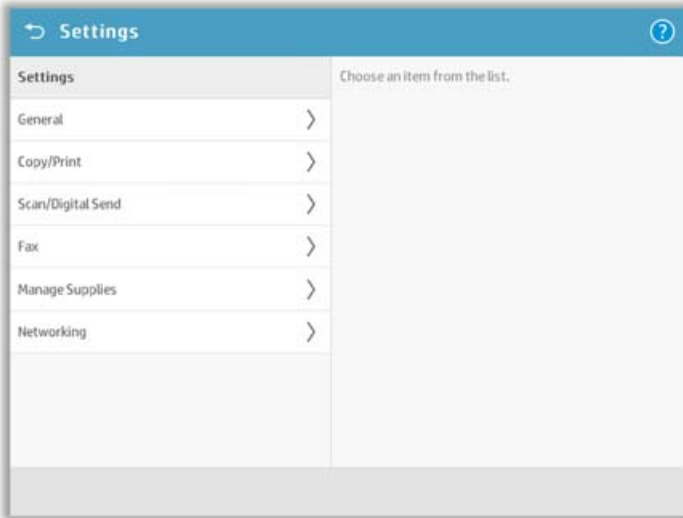 Settings
?
Settings
Choose an item from the list.
General
Copy/Print
Scan/Digital Send
Fax
Manage Supplies
Networking